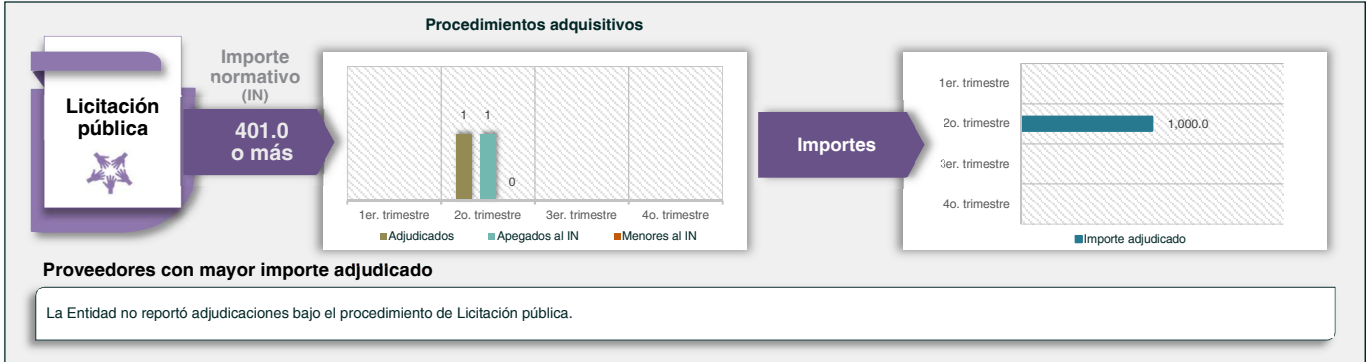 Procedimientos adquisitivos
Licitación
pública
Importe
normativo
(IN)
401.0
o más
1 1
0
1er. trimestre 2o. trimestre 3er. trimestre 4o. trimestre
Adjudicados Apegados al IN Menores al IN
Importes
1er. trimestre
2o. trimestre 1,000.0
3er. trimestre
4o. trimestre
Importe adjudicado
Proveedores con mayor importe adjudicado
La Entidad no reportó adjudicaciones bajo el procedimiento de Licitación pública.